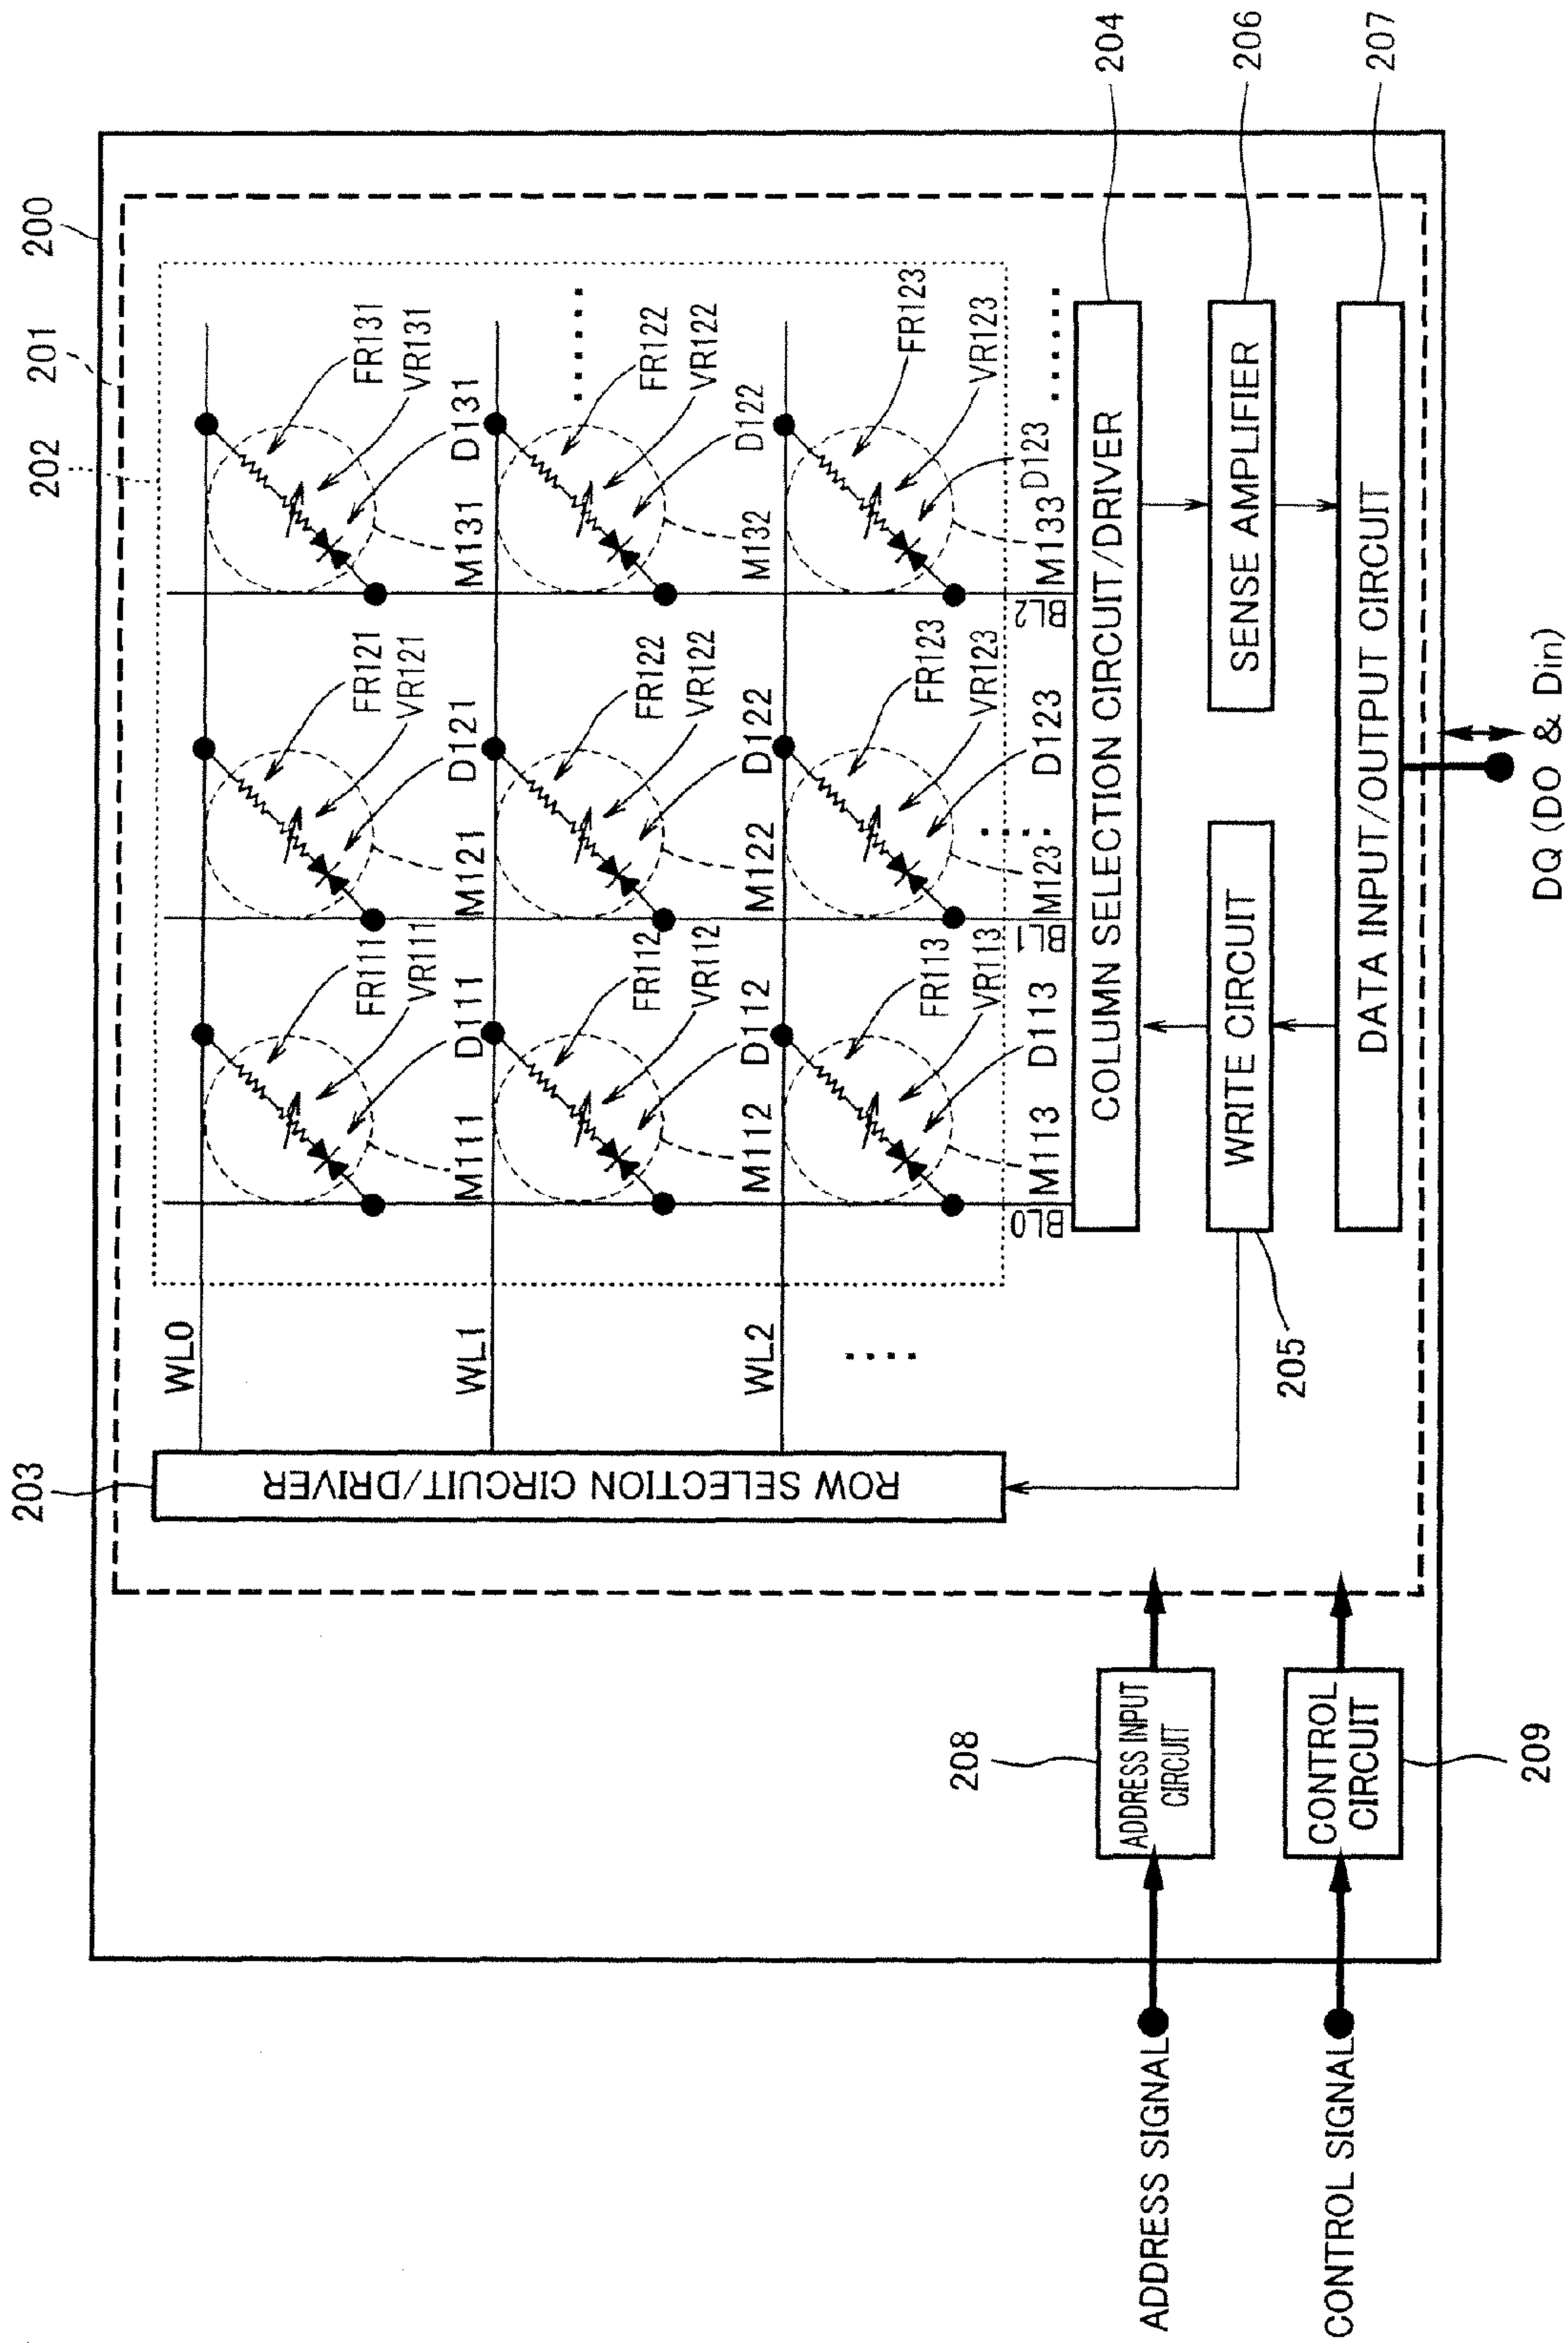 200
201
202
203
WL0
FR111
VR111
D111
M111
FR121
VR121
D121
M121
FR131
VR131
D131
M131
WL1
FR112
VR112
D112
M112
FR122
VR122
D122
M122
FR122
VR122
D122
M132
......
WL2
FR113
VR113
D113
M113
FR123
VR123
D123
M123
FR123
VR123
D123
M133
....
....
......
BL0
BL1
BL2
ROW SELECTION CIRCUIT/DRIVER
COLUMN SELECTION CIRCUIT/DRIVER
204
WRITE CIRCUIT
205
SENSE AMPLIFIER
206
DATA INPUT/OUTPUT CIRCUIT
207
208
ADDRESS INPUT
CIRCUIT
CONTROL
CIRCUIT
209
ADDRESS SIGNAL
CONTROL SIGNAL
DQ (DO & Din)